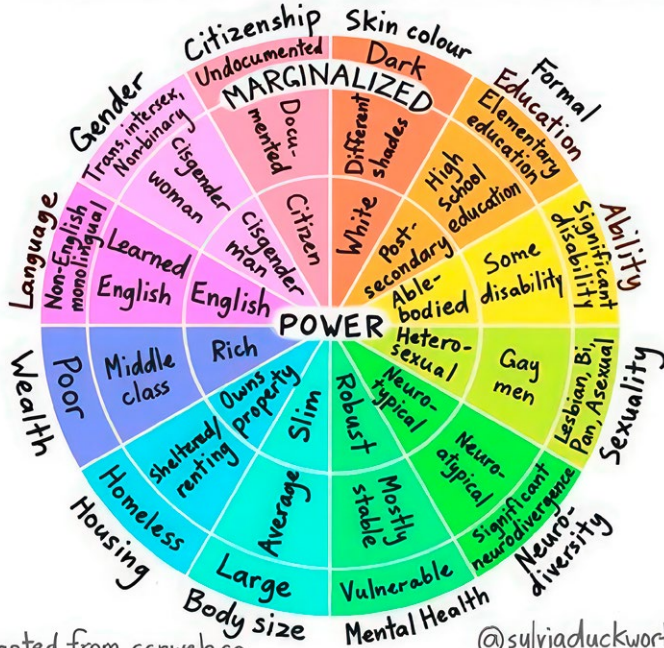 Citizenship
Undocumented
Docu-
mented
Citizen
Skin colour
Dark
Different
shades
White
Formal
Education
Elementary
education
High
school
education
Post-
secondary
Ability
Significant
disability
Some
disability
Able-
bodied
Sexuality
Lesbian, Bi,
Pan, Asexual
Gay
men
Hetero-
sexual
Neuro-
diversity
Significant
neurodivergence
Neuro-
atypical
Neuro-
typical
Mental Health
Vulnerable
Mostly
stable
Robust
Body size
Large
Average
Slim
Housing
Homeless
Sheltered/
renting
Owns
property
Wealth
Poor
Middle
class
Rich
Language
Non-English
monolingual
Learned
English
English
Gender
Trans, intersex,
Non-binary
Cisgender
woman
cisgender
man
MARGINALIZED
POWER
@sylviaduckwor